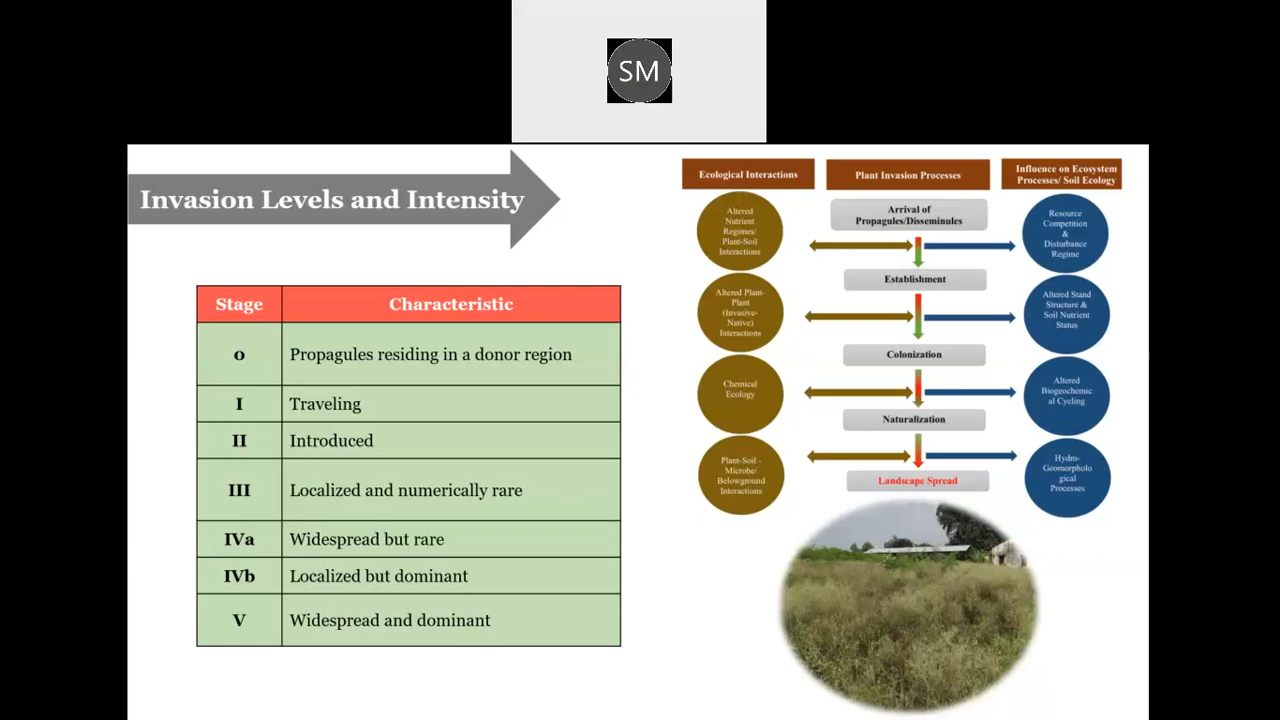 SM
Invasion Levels and Intensity
Stage Characteristic
0 Propagules residing in a donor region
I Traveling
II Introduced
III Localized and numerically rare
IVa Widespread but rare
IVb Localized but dominant
V Widespread and dominant
Ecological Interactions
Altered
Nutrient
Regimes/
Plant-Soil
Interactions
Altered Plant-
Plant
(Invasive-
Native)
Interactions
Chemical
Ecology
Plant-Soil -
Microbe/
Belowground
Interactions
Plant Invasion Processes
Arrival of
Propagules/Disseminules
Establishment
Colonization
Naturalization
Landscape Spread
Influence on Ecosystem
Processes/ Soil Ecology
Resource
Competition
&
Disturbance
Regime
Altered Stand
Structure &
Soil Nutrient
Status
Altered
Biogeochemic
al Cycling
Hydro-
Geomorpholo
gical
Processes